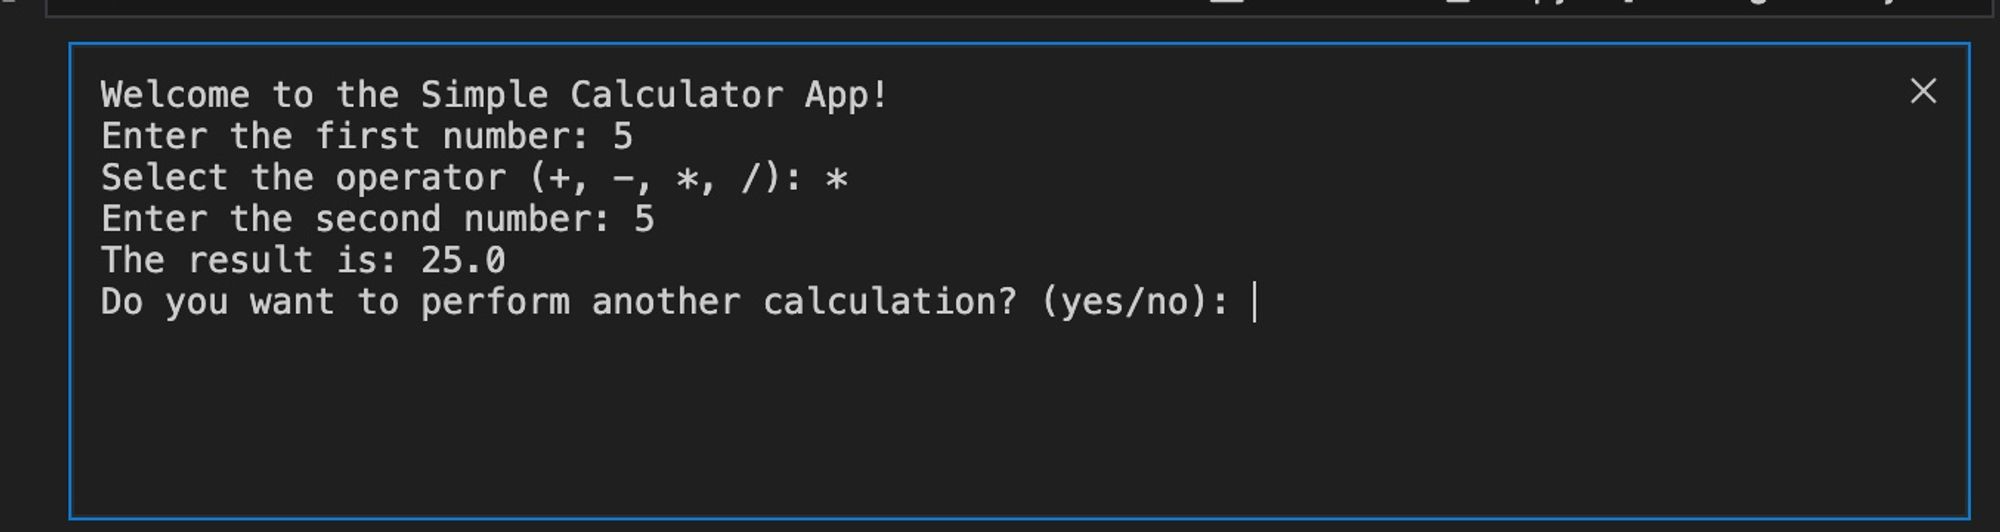 Welcome to the Simple Calculator App!
Enter the first number: 5
Select the operator (+, -, *, /): *
Enter the second number: 5
The result is: 25.0
Do you want to perform another calculation? (yes/no):